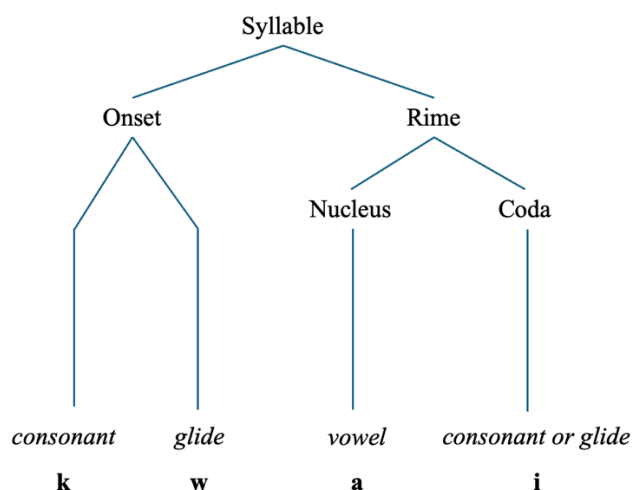 Syllable
Onset Rime
Nucleus Coda
consonant glide vowel consonant or glide
k w a i